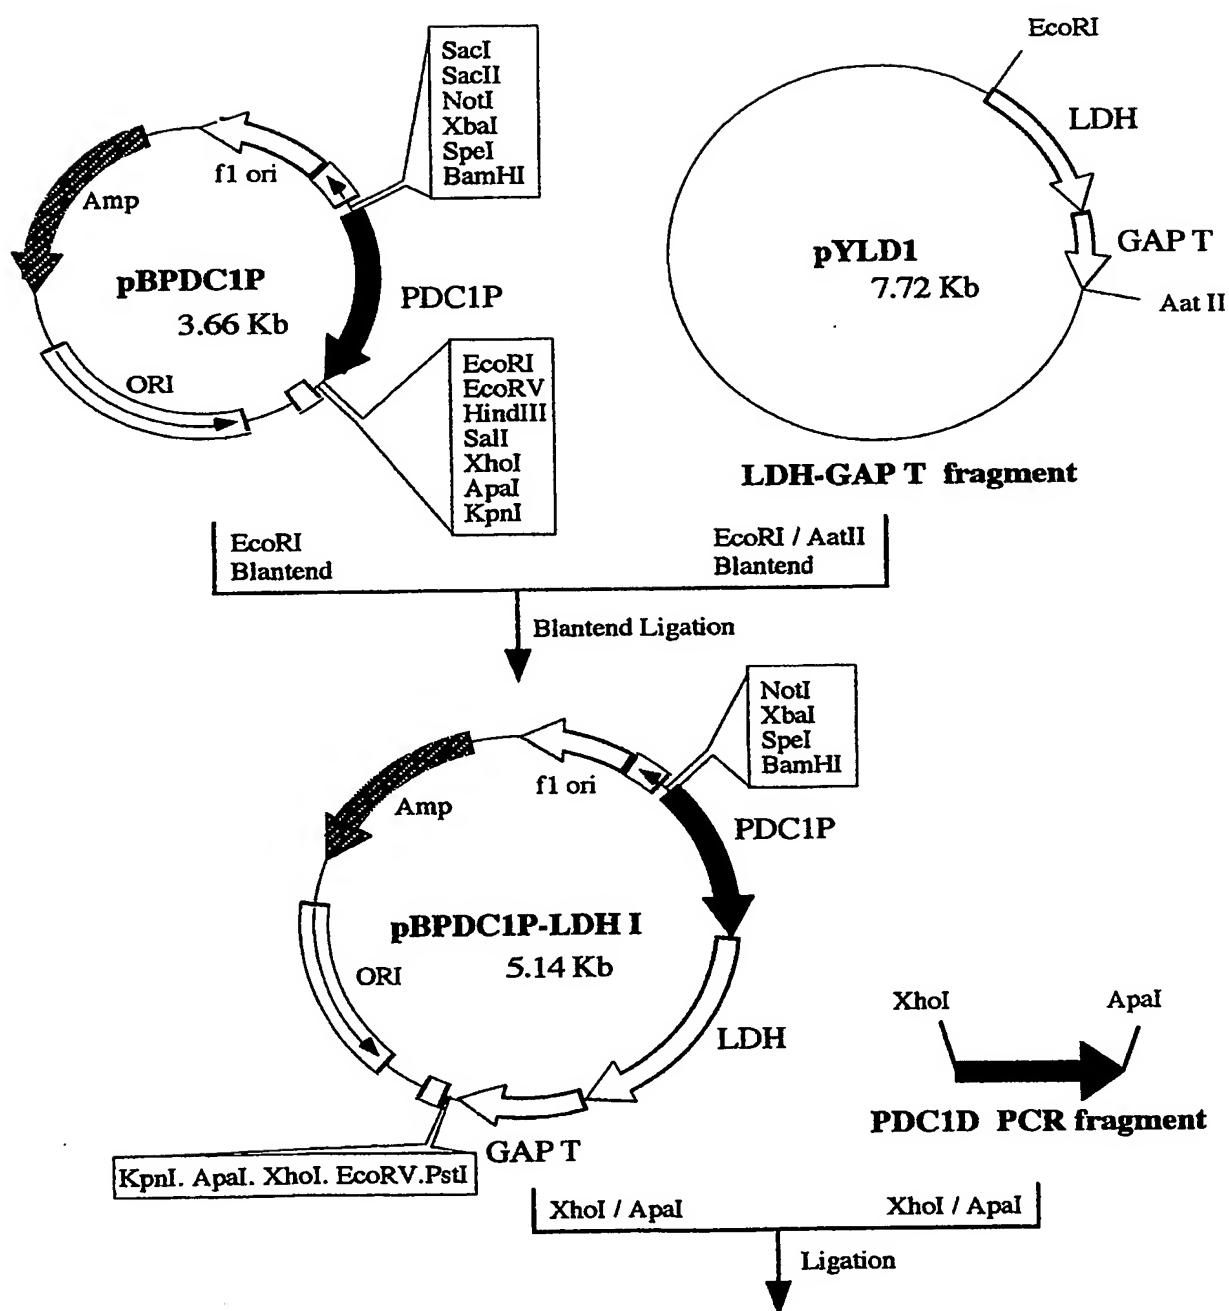 SacI
SacII
NotI
XbaI
SpeI
BamHI
f1 ori
Amp
pBPDC1P
3.66 Kb
PDC1P
ORI
EcoRI
EcoRV
HindIII
SalI
XhoI
ApaI
KpnI
EcoRI
LDH
GAP T
pYLD1
7.72 Kb
Aat II
LDH-GAP T fragment
EcoRI
Blantend
EcoRI / AatII
Blantend
Blantend Ligation
NotI
XbaI
SpeI
BamHI
f1 ori
Amp
PDC1P
pBPDC1P-LDH I
5.14 Kb
ORI
LDH
GAP T
KpnI. ApaI. XhoI. EcoRV.PstI
XhoI
ApaI
PDC1D PCR fragment
XhoI / ApaI
XhoI / ApaI
Ligation